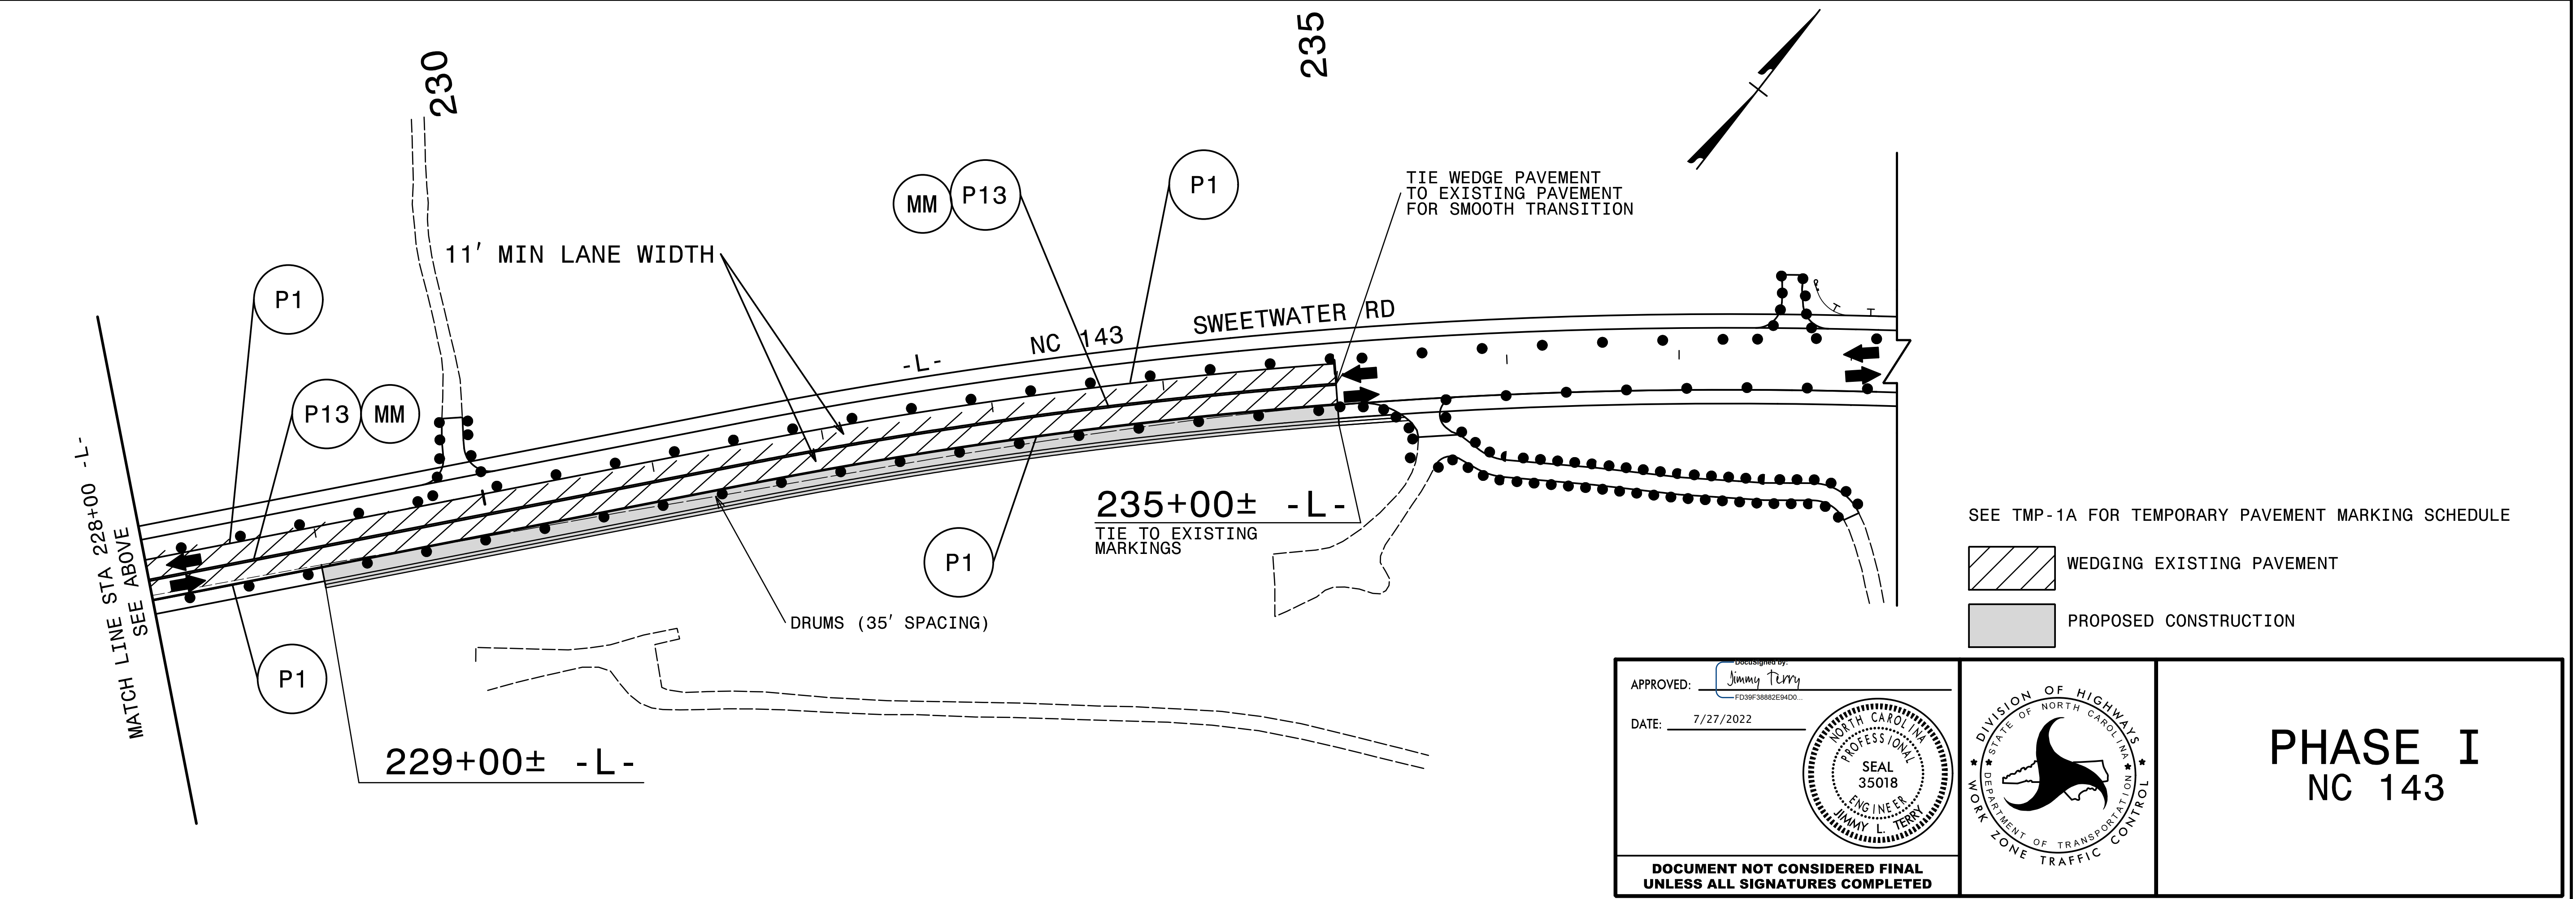 230
235
MM
P13
P1
TIE WEDGE PAVEMENT
TO EXISTING PAVEMENT
FOR SMOOTH TRANSITION
11' MIN LANE WIDTH
P1
NC 143
SWEETWATER RD
-L-
P13
MM
MATCH LINE STA 228+00 -L-
SEE ABOVE
235+00± -L-
TIE TO EXISTING
MARKINGS
P1
DRUMS (35' SPACING)
P1
229+00± -L-
SEE TMP-1A FOR TEMPORARY PAVEMENT MARKING SCHEDULE
WEDGING EXISTING PAVEMENT
PROPOSED CONSTRUCTION
DocuSigned by:
APPROVED: Jimmy Terry
FD39F38882E94D0...
DATE: 7/27/2022
NORTH CAROLINA
PROFESSIONAL
SEAL
35018
ENGINEER
JIMMY L. TERRY
DOCUMENT NOT CONSIDERED FINAL
UNLESS ALL SIGNATURES COMPLETED
DIVISION OF HIGHWAYS
STATE OF NORTH CAROLINA
DEPARTMENT OF TRANSPORTATION
WORK ZONE TRAFFIC CONTROL
PHASE I
NC 143